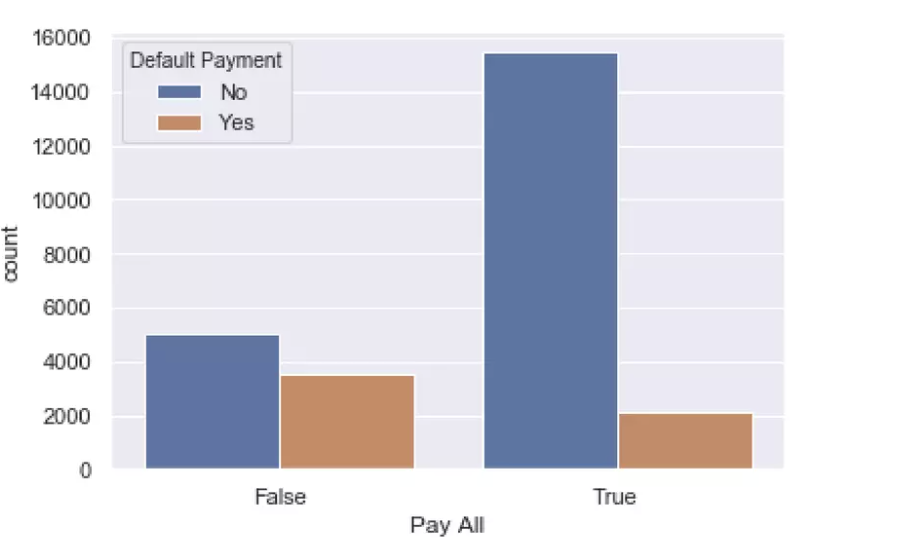 16000
14000
12000
10000
8000
6000
4000
2000
0
count
Default Payment
No
Yes
False
True
Pay All